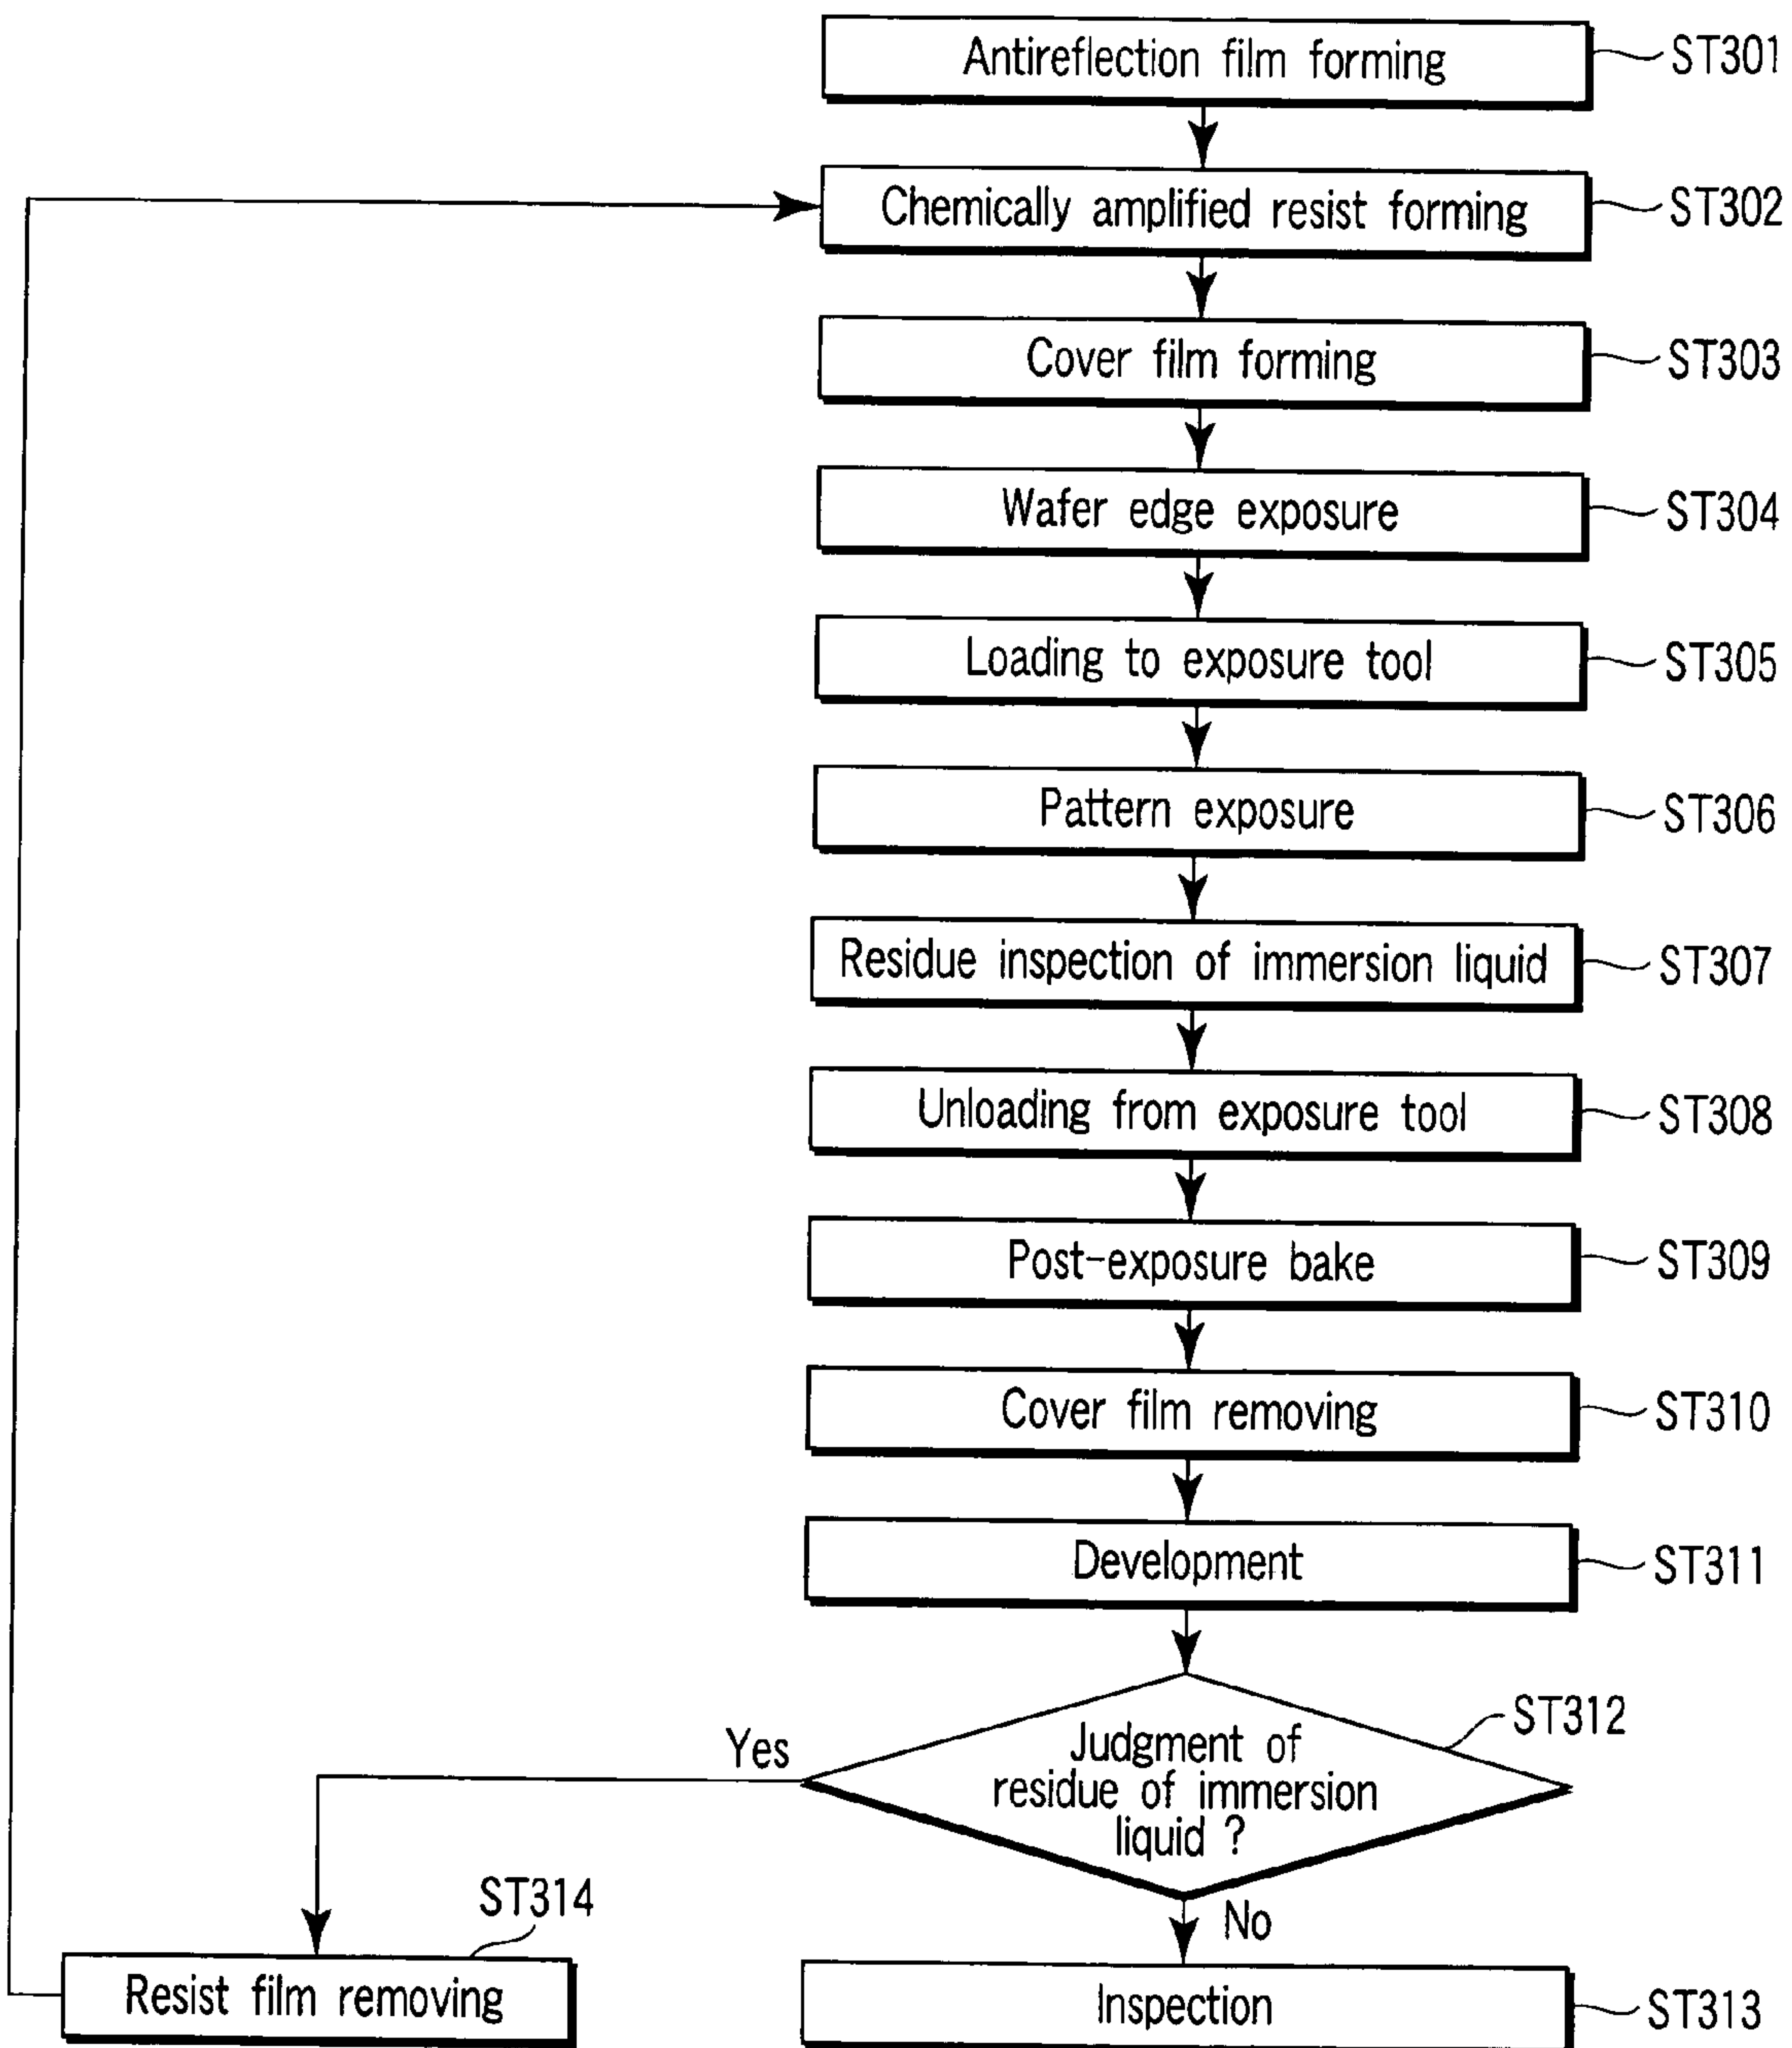 Antireflection film forming
ST301
Chemically amplified resist forming
ST302
Cover film forming
ST303
Wafer edge exposure
ST304
Loading to exposure tool
ST305
Pattern exposure
ST306
Residue inspection of immersion liquid
ST307
Unloading from exposure tool
ST308
Post-exposure bake
ST309
Cover film removing
ST310
Development
ST311
Judgment of
residue of immersion
liquid ?
ST312
Yes
No
ST314
Resist film removing
Inspection
ST313